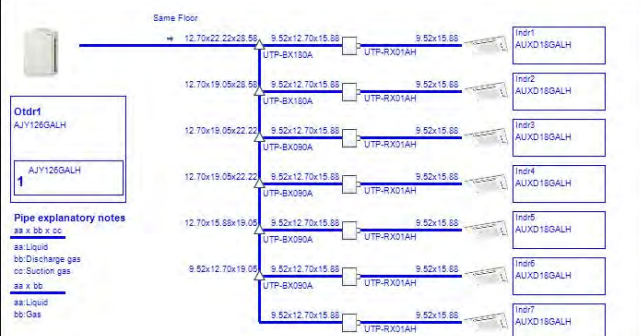 Same Floor
12.70x22.22x28.58 9.52x12.70x15.88 9.52x15.88 Indr1
AUXD18GALH
UTP-BX180A UTP-RX01AH
12.70x19.05x28.58 9.52x12.70x15.88 9.52x15.88 Indr2
AUXD18GALH
UTP-BX180A UTP-RX01AH
Otdr1
AJY126GALH
12.70x19.05x22.22 9.52x12.70x15.88 9.52x15.88 Indr3
AUXD18GALH
UTP-BX090A UTP-RX01AH
AJY126GALH
1
12.70x19.05x22.22 9.52x12.70x15.88 9.52x15.88 Indr4
AUXD18GALH
UTP-BX090A UTP-RX01AH
Pipe explanatory notes
aa x bb x cc
aa:Liquid
bb:Discharge gas
cc:Suction gas
aa x bb
aa:Liquid
bb:Gas
12.70x15.88x19.05 9.52x12.70x15.88 9.52x15.88 Indr5
AUXD18GALH
UTP-BX090A UTP-RX01AH
9.52x12.70x19.05 9.52x12.70x15.88 9.52x15.88 Indr6
AUXD18GALH
UTP-BX090A UTP-RX01AH
9.52x12.70x15.88 9.52x15.88 Indr7
AUXD18GALH
UTP-RX01AH